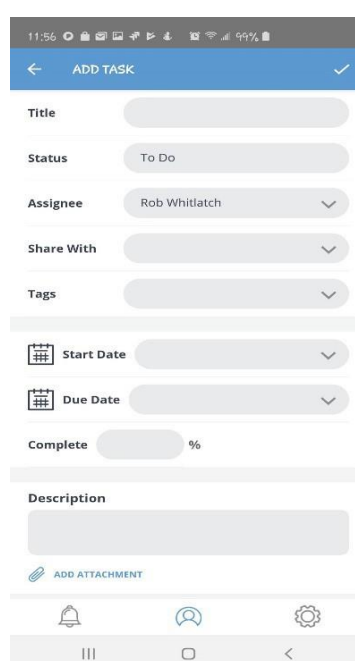 11:56 99%
ADD TASK
Title
Status To Do
Assignee Rob Whitlatch
Share With
Tags
Start Date
Due Date
Complete %
Description
ADD ATTACHMENT